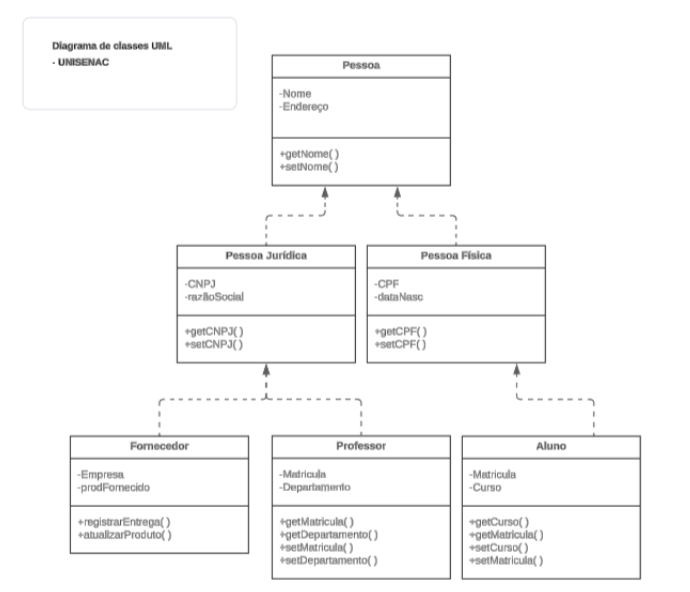 Diagrama de classes UML
- UNISENAC
Pessoa
-Nome
-Endereço
+getNome( )
+setNome( )
Pessoa Jurídica
-CNPJ
-razãoSocial
+getCNPJ( )
+setCNPJ( )
Pessoa Física
-CPF
-dataNasc
+getCPF( )
+setCPF( )
Fornecedor
-Empresa
-prodFornecido
+registrarEntrega( )
+atualizarProduto( )
Professor
-Matricula
-Departamento
+getMatricula( )
+getDepartamento( )
+setMatricula( )
+setDepartamento( )
Aluno
-Matricula
-Curso
+getCurso( )
+getMatricula( )
+setCurso( )
+setMatricula( )